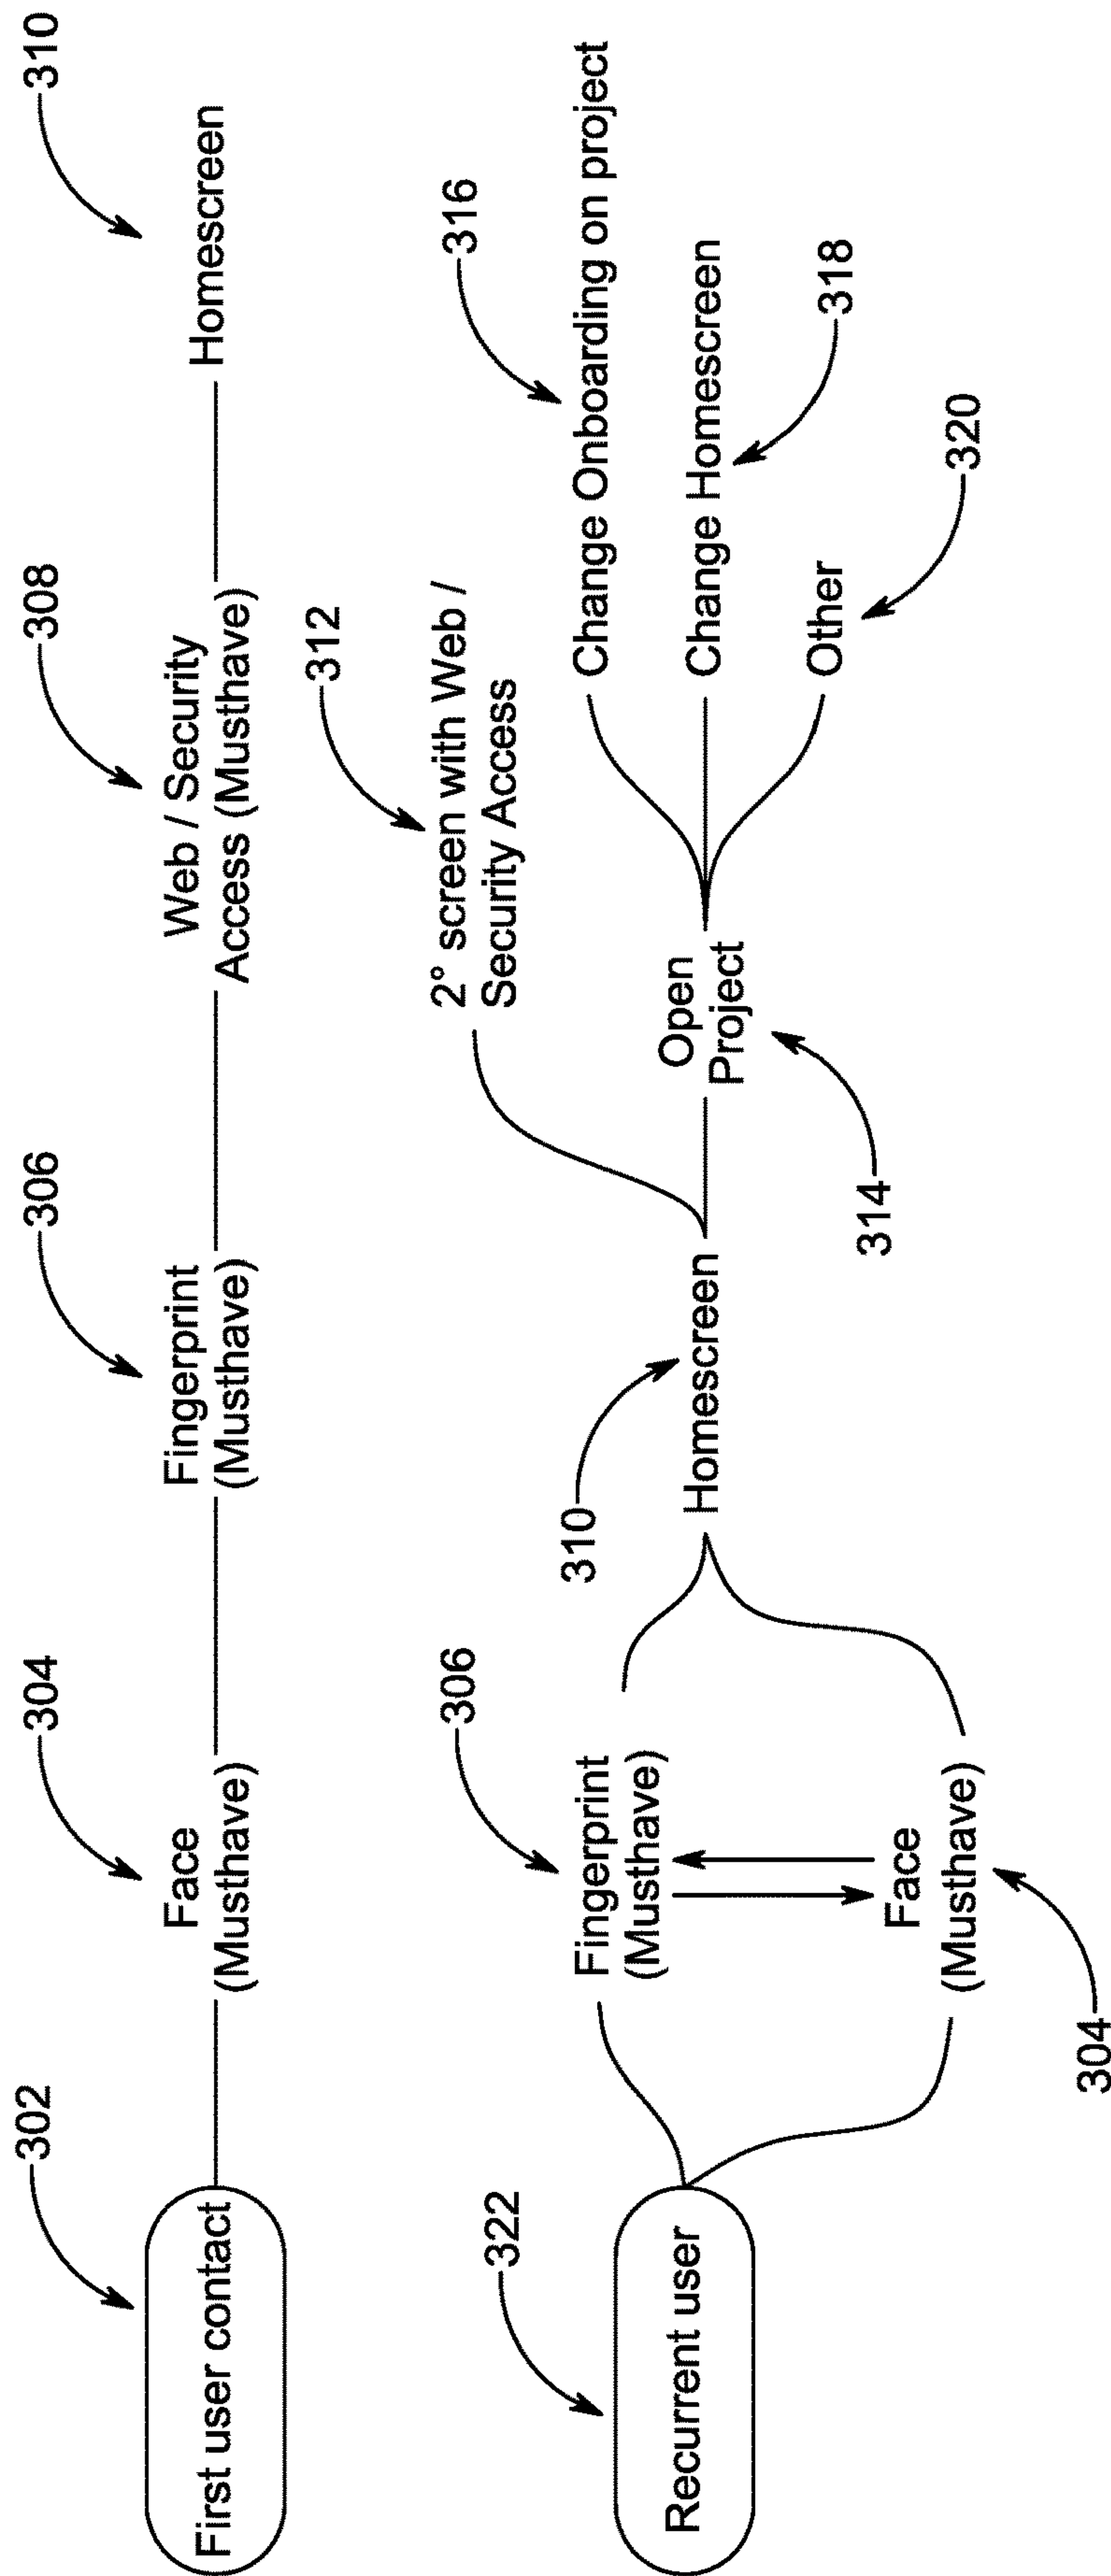 302
304
306
308
310
First user contact
Face
(Musthave)
Fingerprint
(Musthave)
Web / Security
Access (Musthave)
Homescreen
322
306
310
312
316
Recurrent user
Fingerprint
(Musthave)
Face
(Musthave)
304
Homescreen
2° screen with Web /
Security Access
Open
Project
314
Change Onboarding on project
Change Homescreen
318
Other
320